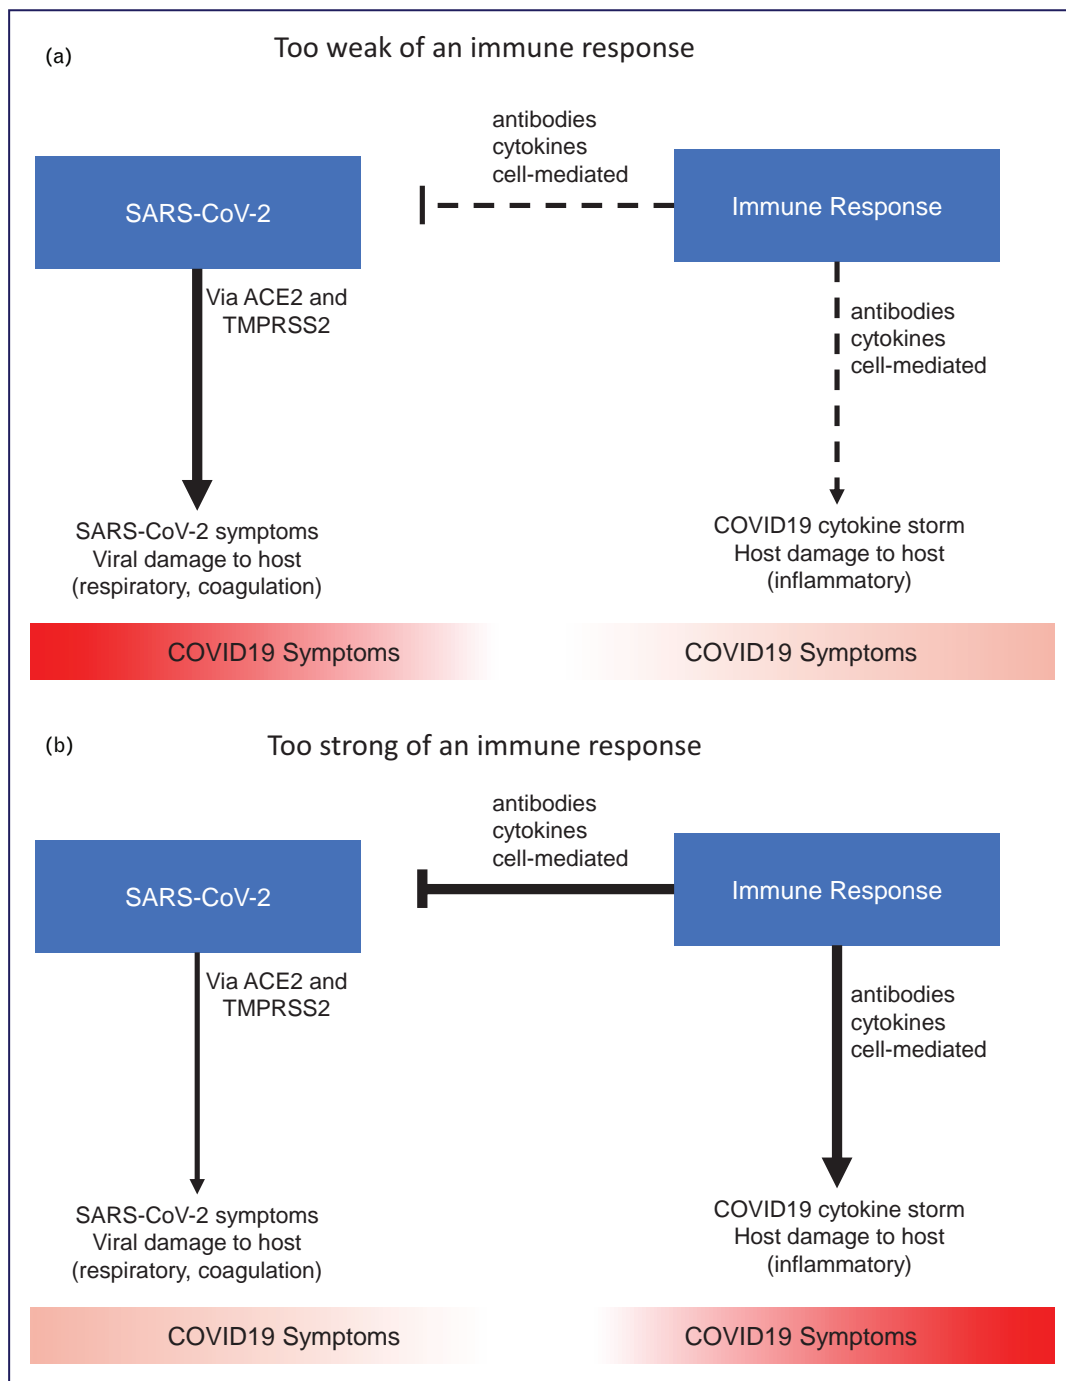 (a)
Too weak of an immune response
antibodies
cytokines
cell-mediated
SARS-CoV-2
Immune Response
Via ACE2 and
TMPRSS2
antibodies
cytokines
cell-mediated
SARS-CoV-2 symptoms
Viral damage to host
(respiratory, coagulation)
COVID19 cytokine storm
Host damage to host
(inflammatory)
COVID19 Symptoms
COVID19 Symptoms
(b)
Too strong of an immune response
antibodies
cytokines
cell-mediated
SARS-CoV-2
Immune Response
Via ACE2 and
TMPRSS2
antibodies
cytokines
cell-mediated
SARS-CoV-2 symptoms
Viral damage to host
(respiratory, coagulation)
COVID19 cytokine storm
Host damage to host
(inflammatory)
COVID19 Symptoms
COVID19 Symptoms